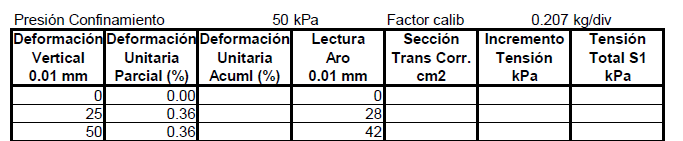 Presión Confinamiento 50 kPa Factor calib 0.207 kg/div
Deformación Deformación Deformación Lectura Sección Incremento Tensión
Vertical Unitaria Unitaria Aro Trans Corr. Tensión Total S1
0.01 mm Parcial (%) Acuml (%) 0.01 mm cm2 kPa kPa
0 0.00 0
25 0.36 28
50 0.36 42